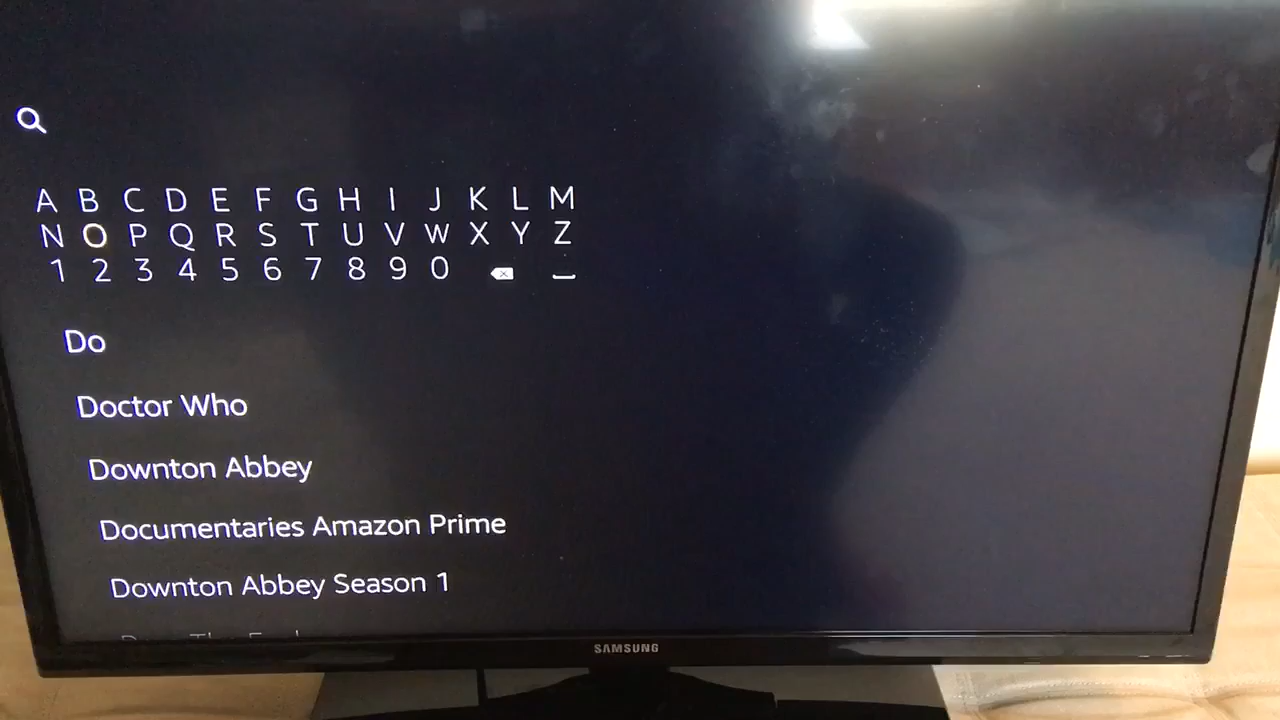 A B C D E F G H I J K L M
N O P Q R S T U V W X Y Z
1 2 3 4 5 6 7 8 9 0
Do
Doctor Who
Downton Abbey
Documentaries Amazon Prime
Downton Abbey Season 1
SAMSUNG